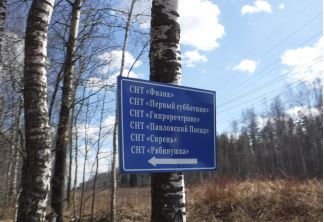 СНТ «Физик»
СНТ «Первый субботник»
СНТ «Гипроречтранс»
СНТ «Павловский Посад»
СНТ «Сирень»
СНТ «Рябинушка»